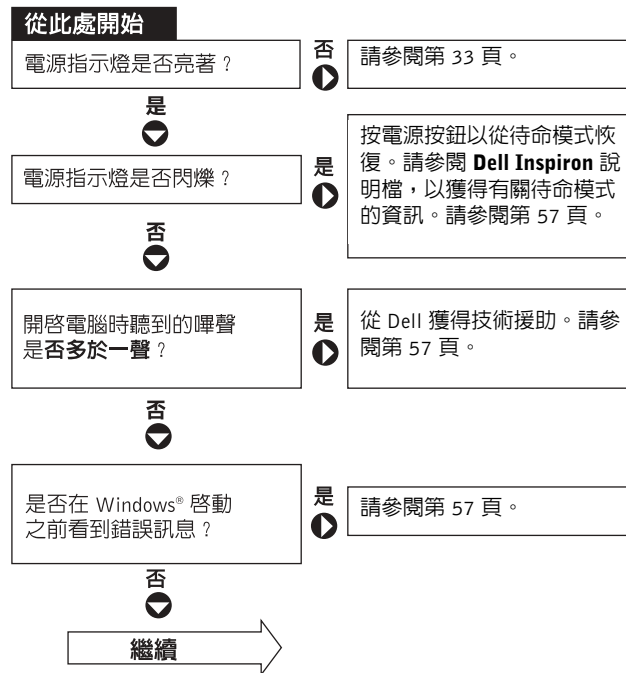 從此處開始
電源指示燈是否亮著？
否
請參閱第 33 頁。
是
電源指示燈是否閃爍？
是
按電源按鈕以從待命模式恢
復。請參閱 Dell Inspiron 說
明檔，以獲得有關待命模式
的資訊。請參閱第 57 頁。
否
開啟電腦時聽到的嗶聲
是否多於一聲？
是
從 Dell 獲得技術援助。請參
閱第 57 頁。
否
是否在 Windows® 啓動
之前看到錯誤訊息？
是
請參閱第 57 頁。
否
繼續